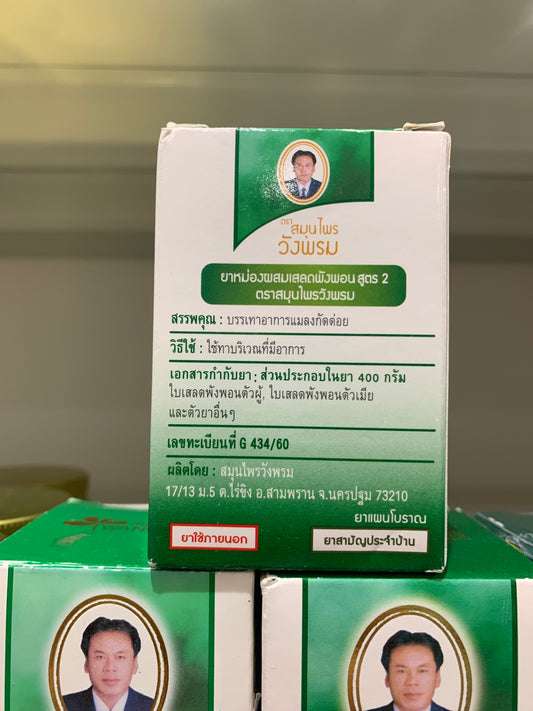 ตรา
สมุนไพร
วังพรม
ยาหม่องผสมเสลดพังพอน สูตร 2
ตราสมุนไพรวังพรม
สรรพคุณ : บรรเทาอาการแมลงกัดต่อย
วิธีใช้ : ใช้ทาบริเวณที่มีอาการ
เอกสารกำกับยา : ส่วนประกอบในยา 400 กรัม
ใบเสลดพังพอนตัวผู้, ใบเสลดพังพอนตัวเมีย
และตัวยาอื่นๆ
เลขทะเบียนที่ G 434/60
ผลิตโดย : สมุนไพรวังพรม
17/13 ม.5 ต.ไร่ขิง อ.สามพราน จ.นครปฐม 73210
ยาแผนโบราณ
ยาใช้ภายนอก
ยาสามัญประจำบ้าน